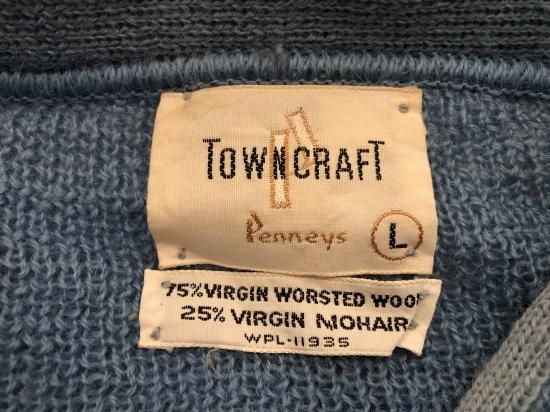 TOWNCRAFT
Penneys L
75% VIRGIN WORSTED WOOL
25% VIRGIN MOHAIR
WPL-11935